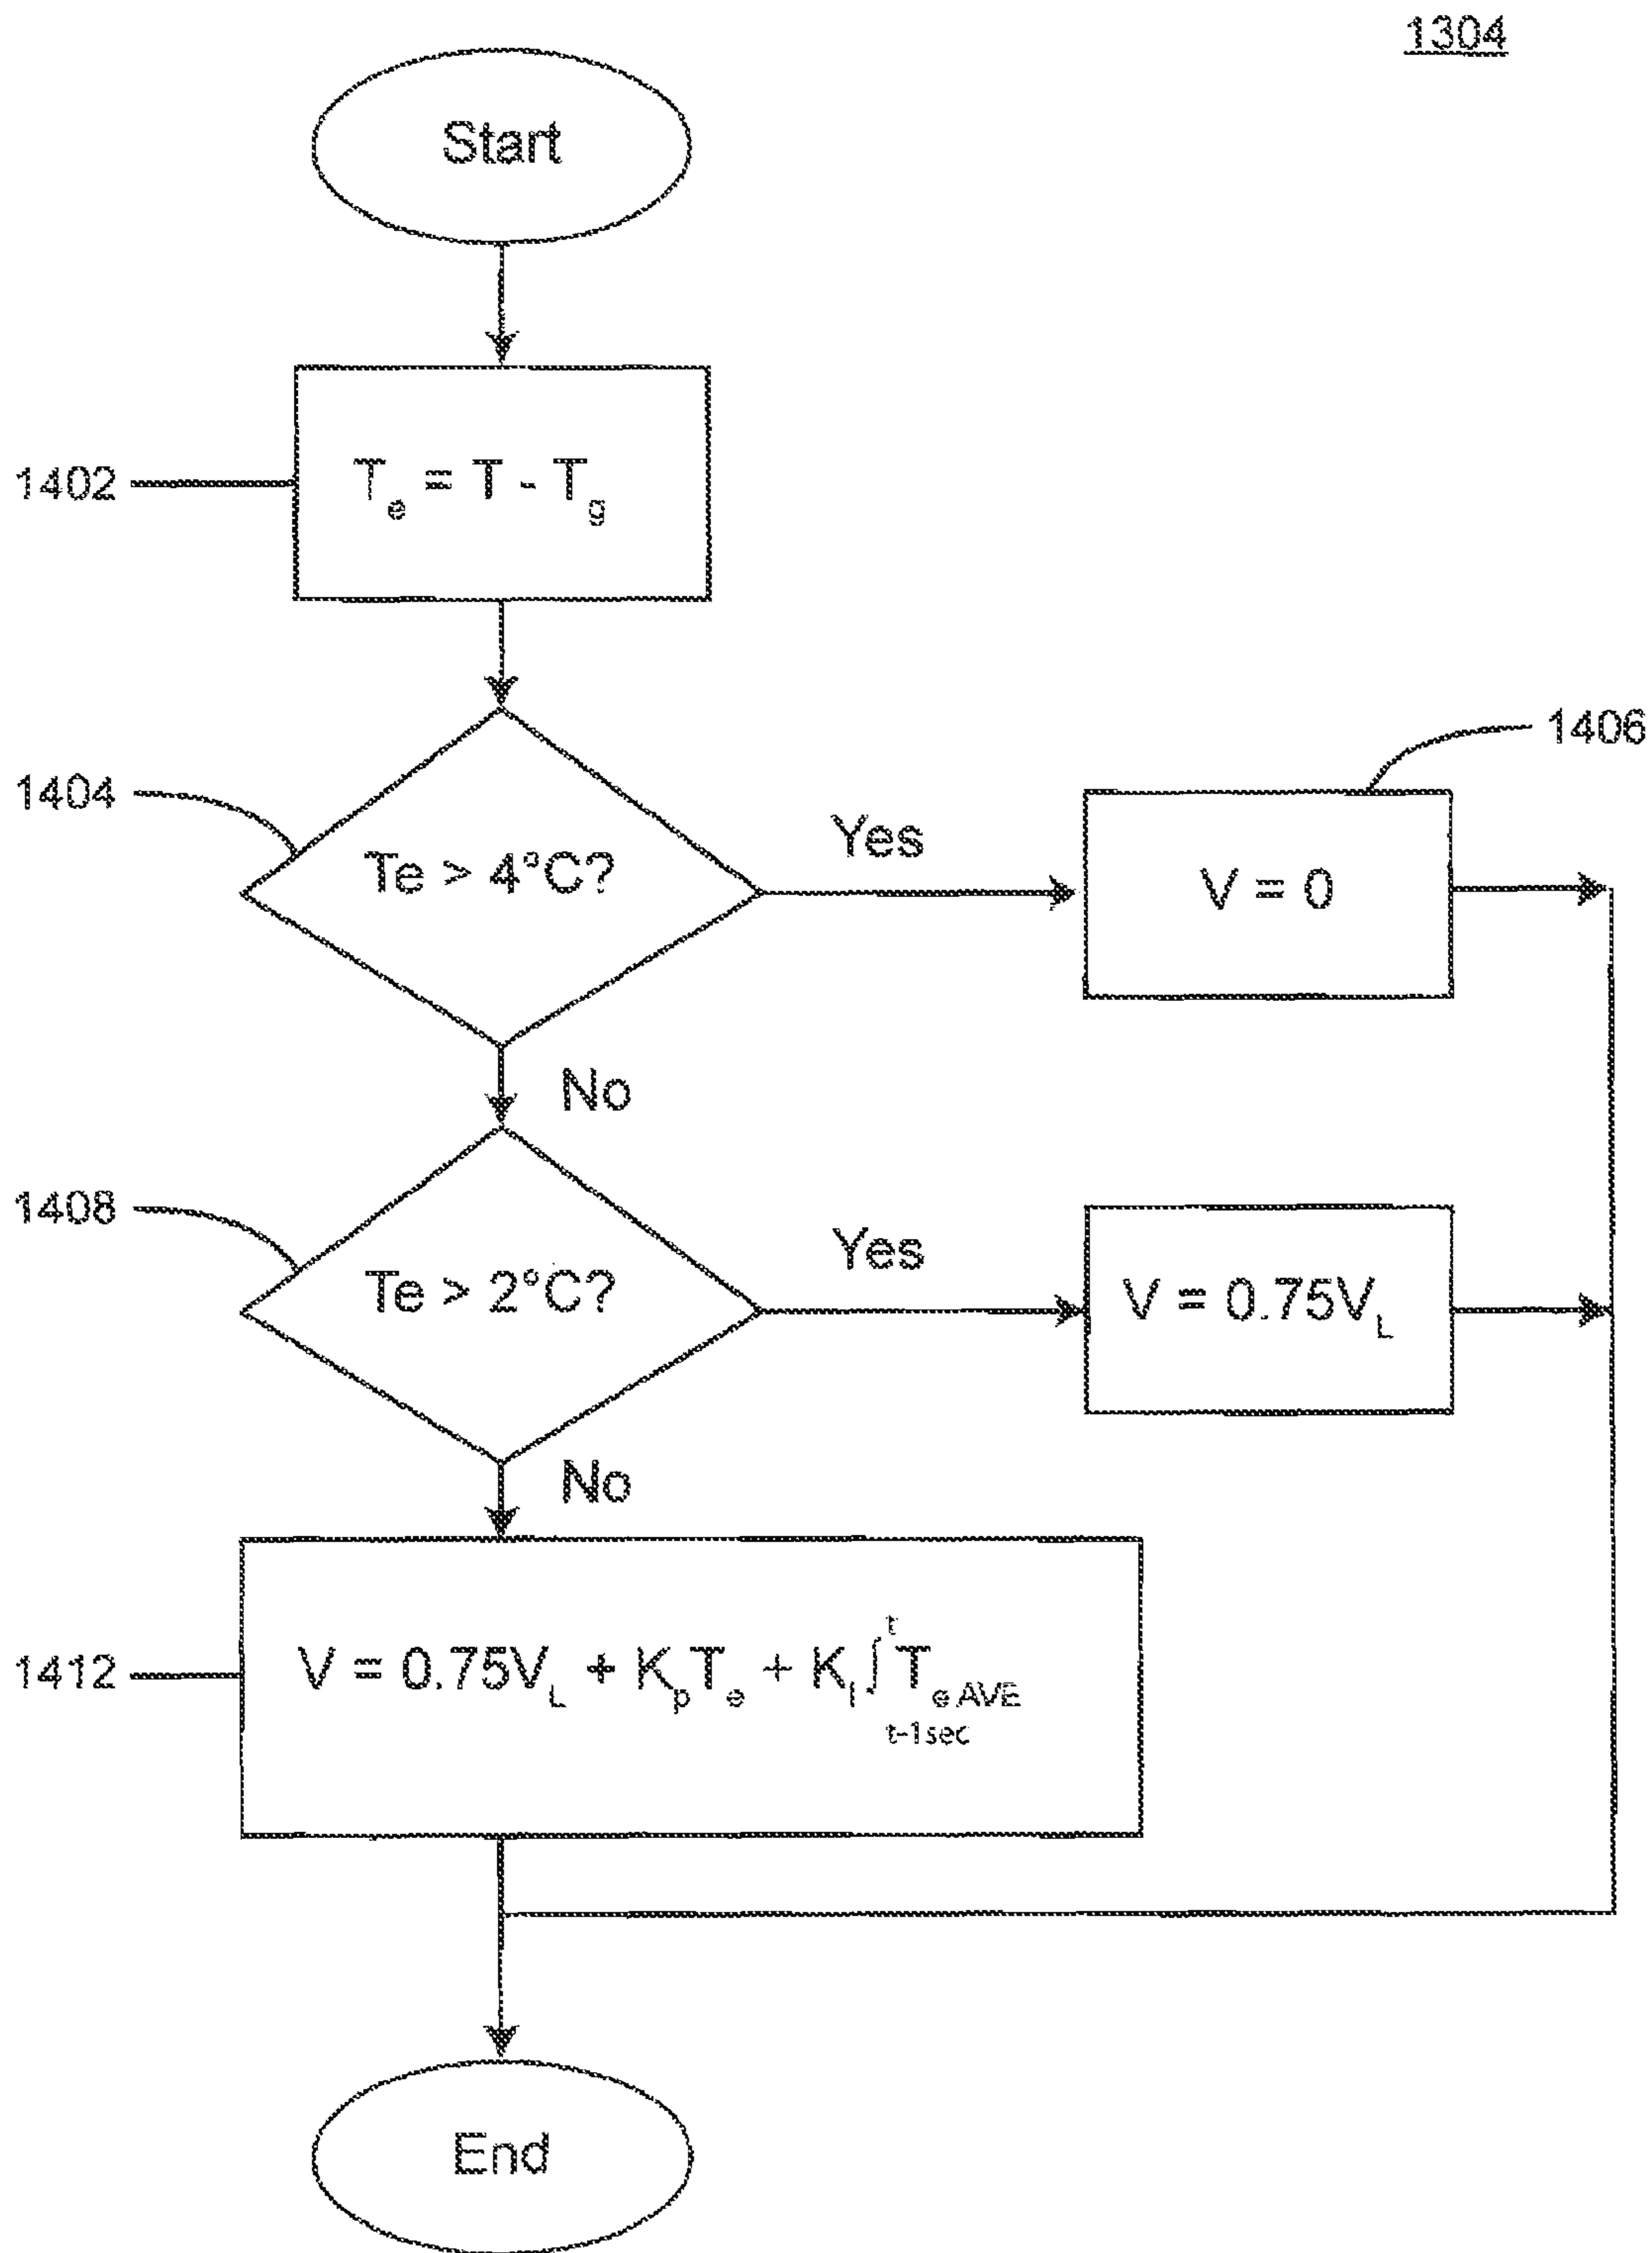 1304
Start
1402
Te = T - Tg
1404
Te > 4°C?
Yes
1406
V = 0
No
1408
Te > 2°C?
Yes
V = 0.75VL
No
1412
V = 0.75VL + KpTe + KI∫t-1sec^t Te AVE
End